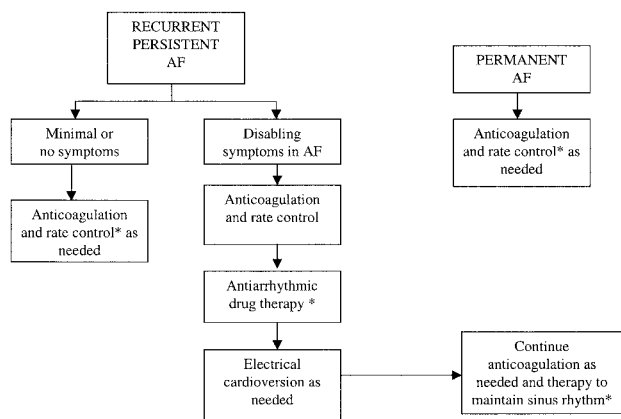 RECURRENT
PERSISTENT
AF
PERMANENT
AF
Minimal or
no symptoms
Disabling
symptoms in AF
Anticoagulation
and rate control* as
needed
Anticoagulation
and rate control* as
needed
Anticoagulation
and rate control
Antiarrhythmic
drug therapy *
Electrical
cardioversion as
needed
Continue
anticoagulation as
needed and therapy to
maintain sinus rhythm*